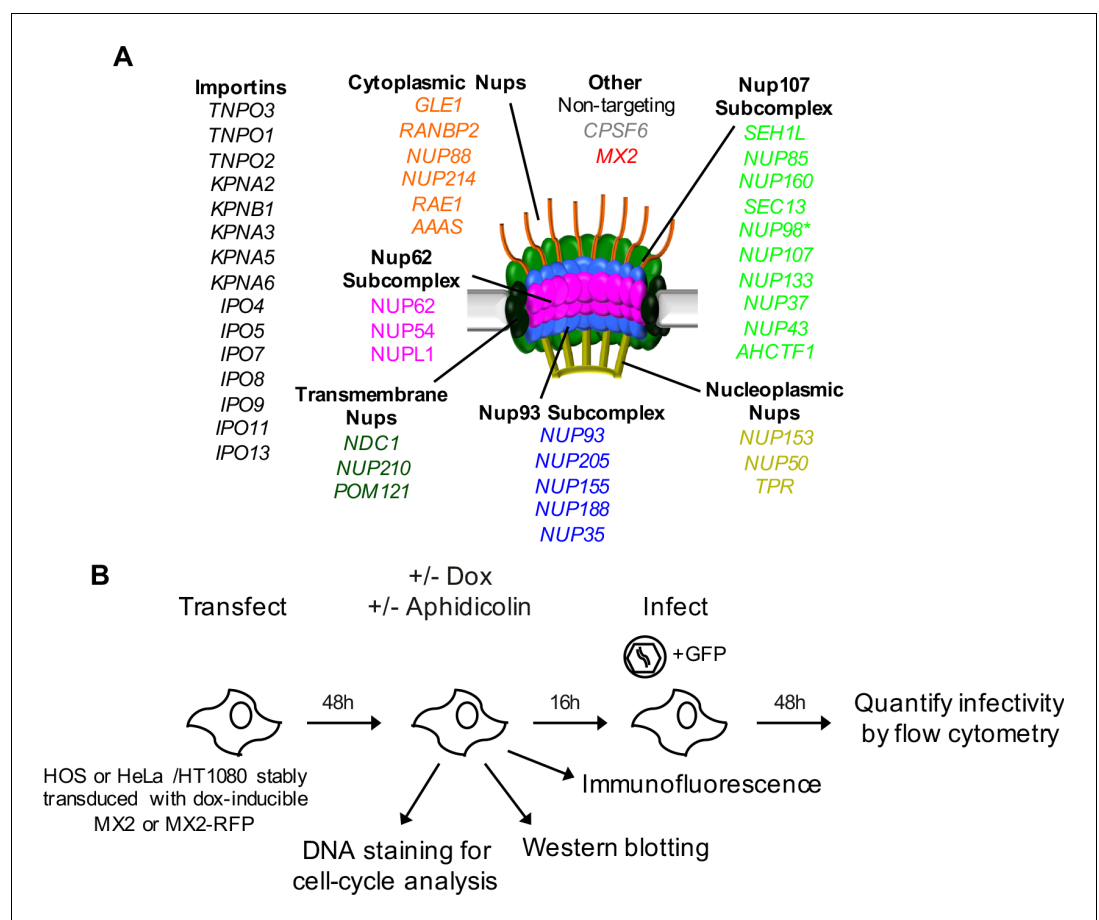 A
Importins
TNPO3
TNPO1
TNPO2
KPNA2
KPNB1
KPNA3
KPNA5
KPNA6
IPO4
IPO5
IPO7
IPO8
IPO9
IPO11
IPO13
Cytoplasmic Nups
GLE1
RANBP2
NUP88
NUP214
RAE1
AAAS
Nup62
Subcomplex
NUP62
NUP54
NUPL1
Transmembrane
Nups
NDC1
NUP210
POM121
Other
Non-targeting
CPSF6
MX2
Nup93 Subcomplex
NUP93
NUP205
NUP155
NUP188
NUP35
Nup107
Subcomplex
SEH1L
NUP85
NUP160
SEC13
NUP98*
NUP107
NUP133
NUP37
NUP43
AHCTF1
Nucleoplasmic
Nups
NUP153
NUP50
TPR
B
Transfect
+/- Dox
+/- Aphidicolin
Infect
+GFP
48h
16h
48h
Quantify infectivity
by flow cytometry
HOS or HeLa /HT1080 stably
transduced with dox-inducible
MX2 or MX2-RFP
Immunofluorescence
Western blotting
DNA staining for
cell-cycle analysis